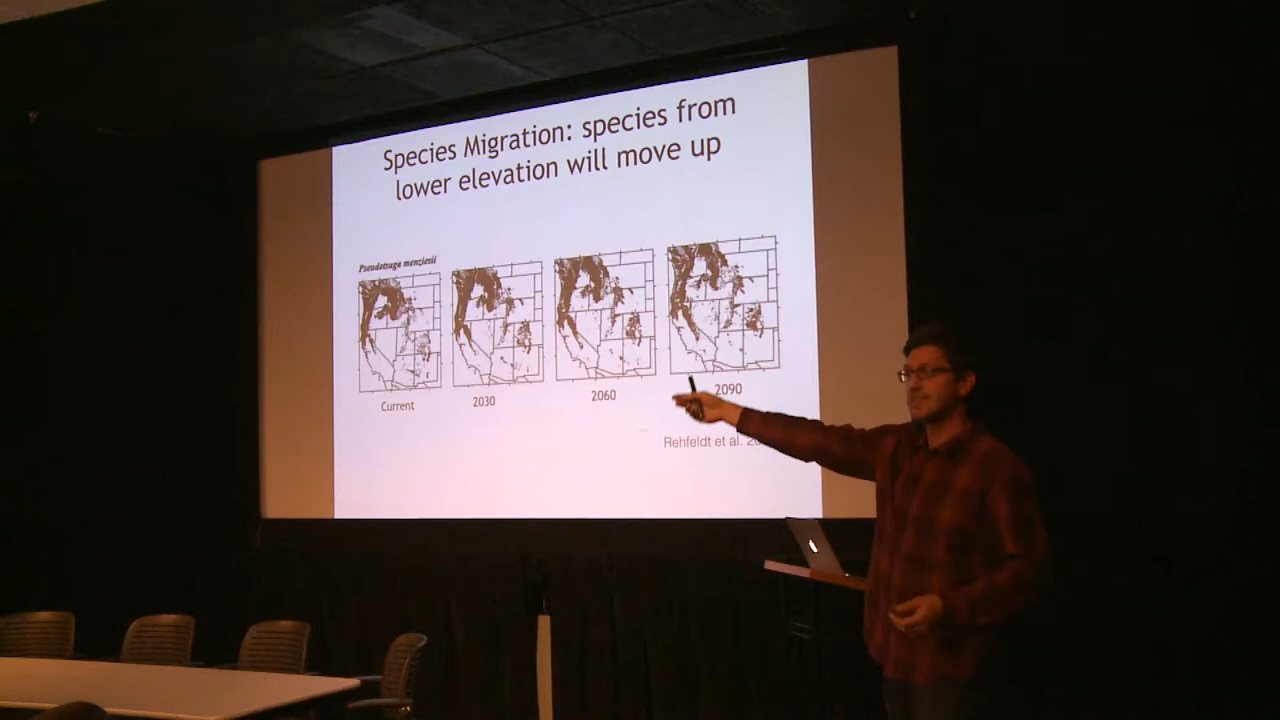 Species Migration: species from
lower elevation will move up
Pseudotsuga menziesii
Current
2030
2060
2090
Rehfeldt et al.